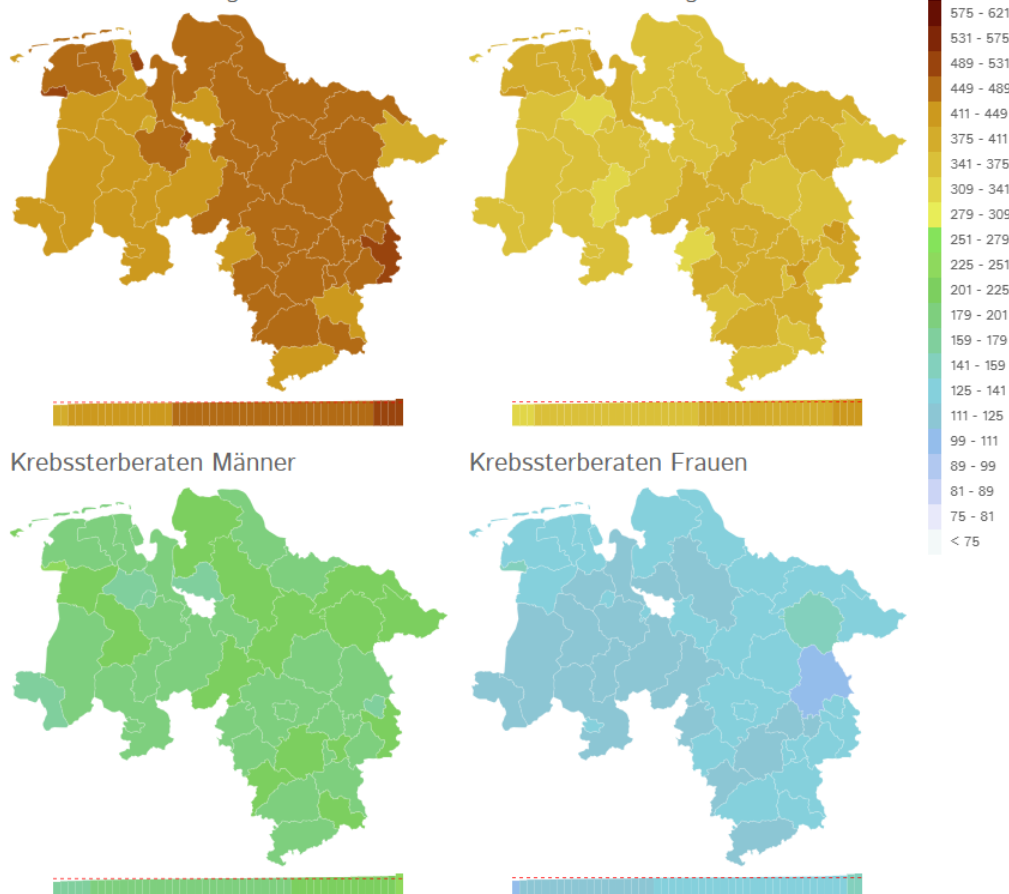 575 - 621
531 - 575
489 - 531
449 - 489
411 - 449
375 - 411
341 - 375
309 - 341
279 - 309
251 - 279
225 - 251
201 - 225
179 - 201
159 - 179
141 - 159
125 - 141
111 - 125
99 - 111
89 - 99
81 - 89
75 - 81
< 75
Krebssterberaten Männer
Krebssterberaten Frauen